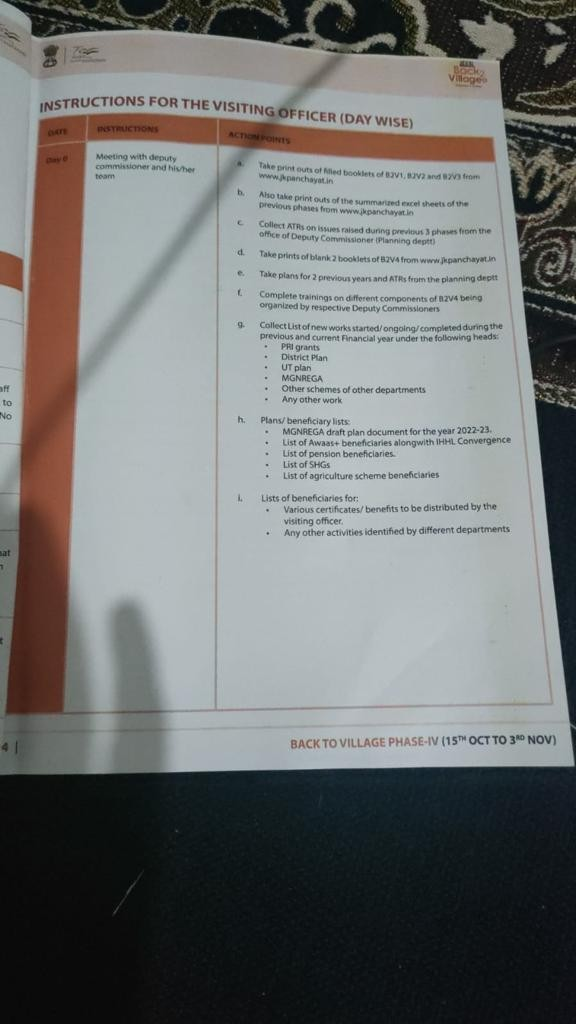 Back2
Village
INSTRUCTIONS FOR THE VISITING OFFICER (DAY WISE)
DATE
INSTRUCTIONS
ACTION POINTS
Day 0
Meeting with deputy
commissioner and his/her
team
a. Take print outs of filled booklets of B2V1, B2V2 and B2V3 from
www.jkpanchayat.in
b. Also take print outs of the summarized excel sheets of the
previous phases from www.jkpanchayat.in
c. Collect ATRs on issues raised during previous 3 phases from the
office of Deputy Commissioner (Planning deptt)
d. Take prints of blank 2 booklets of B2V4 from www.jkpanchayat.in
e. Take plans for 2 previous years and ATRs from the planning deptt
f. Complete trainings on different components of B2V4 being
organized by respective Deputy Commissioners
g. Collect List of new works started/ongoing/completed during the
previous and current Financial year under the following heads:
• PRI grants
• District Plan
• UT plan
• MGNREGA
• Other schemes of other departments
• Any other work
h. Plans/ beneficiary lists:
• MGNREGA draft plan document for the year 2022-23.
• List of Awaas+ beneficiaries alongwith IHHL Convergence
• List of pension beneficiaries.
• List of SHGs
• List of agriculture scheme beneficiaries
i. Lists of beneficiaries for:
• Various certificates/ benefits to be distributed by the
visiting officer.
• Any other activities identified by different departments
aff
to
No
4 |
BACK TO VILLAGE PHASE-IV (15TH OCT TO 3RD NOV)